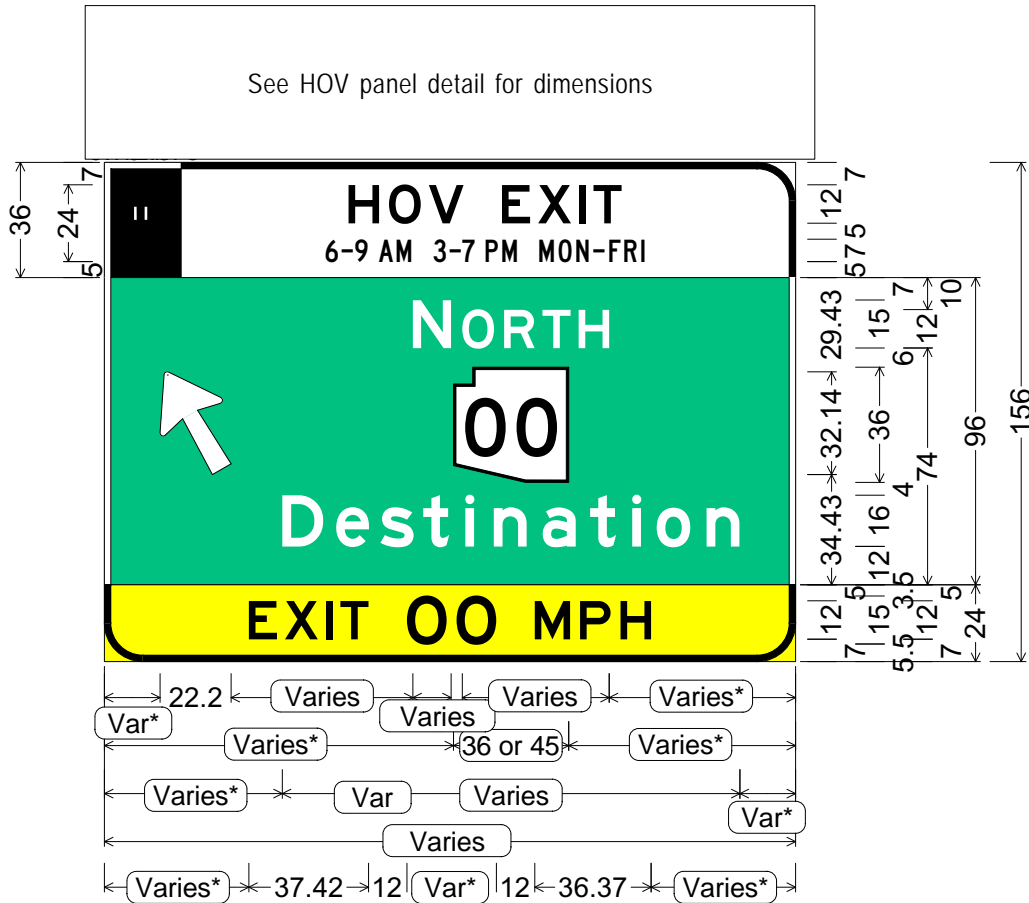 See HOV panel detail for dimensions
HOV EXIT
6-9 AM 3-7 PM MON-FRI
NORTH
00
Destination
EXIT 00 MPH
36
7
24
5
7
12
5
7
5
29.43
32.14
34.43
7
15
6
36
4
16
12
10
12
74
96
156
5
12
7
3.5
15
5.5
5
12
7
24
22.2
Varies
Varies
Varies*
Var*
Varies
Varies*
36 or 45
Varies*
Varies*
Var
Varies
Var*
Varies
Varies*
37.42
12
Var*
12
36.37
Varies*